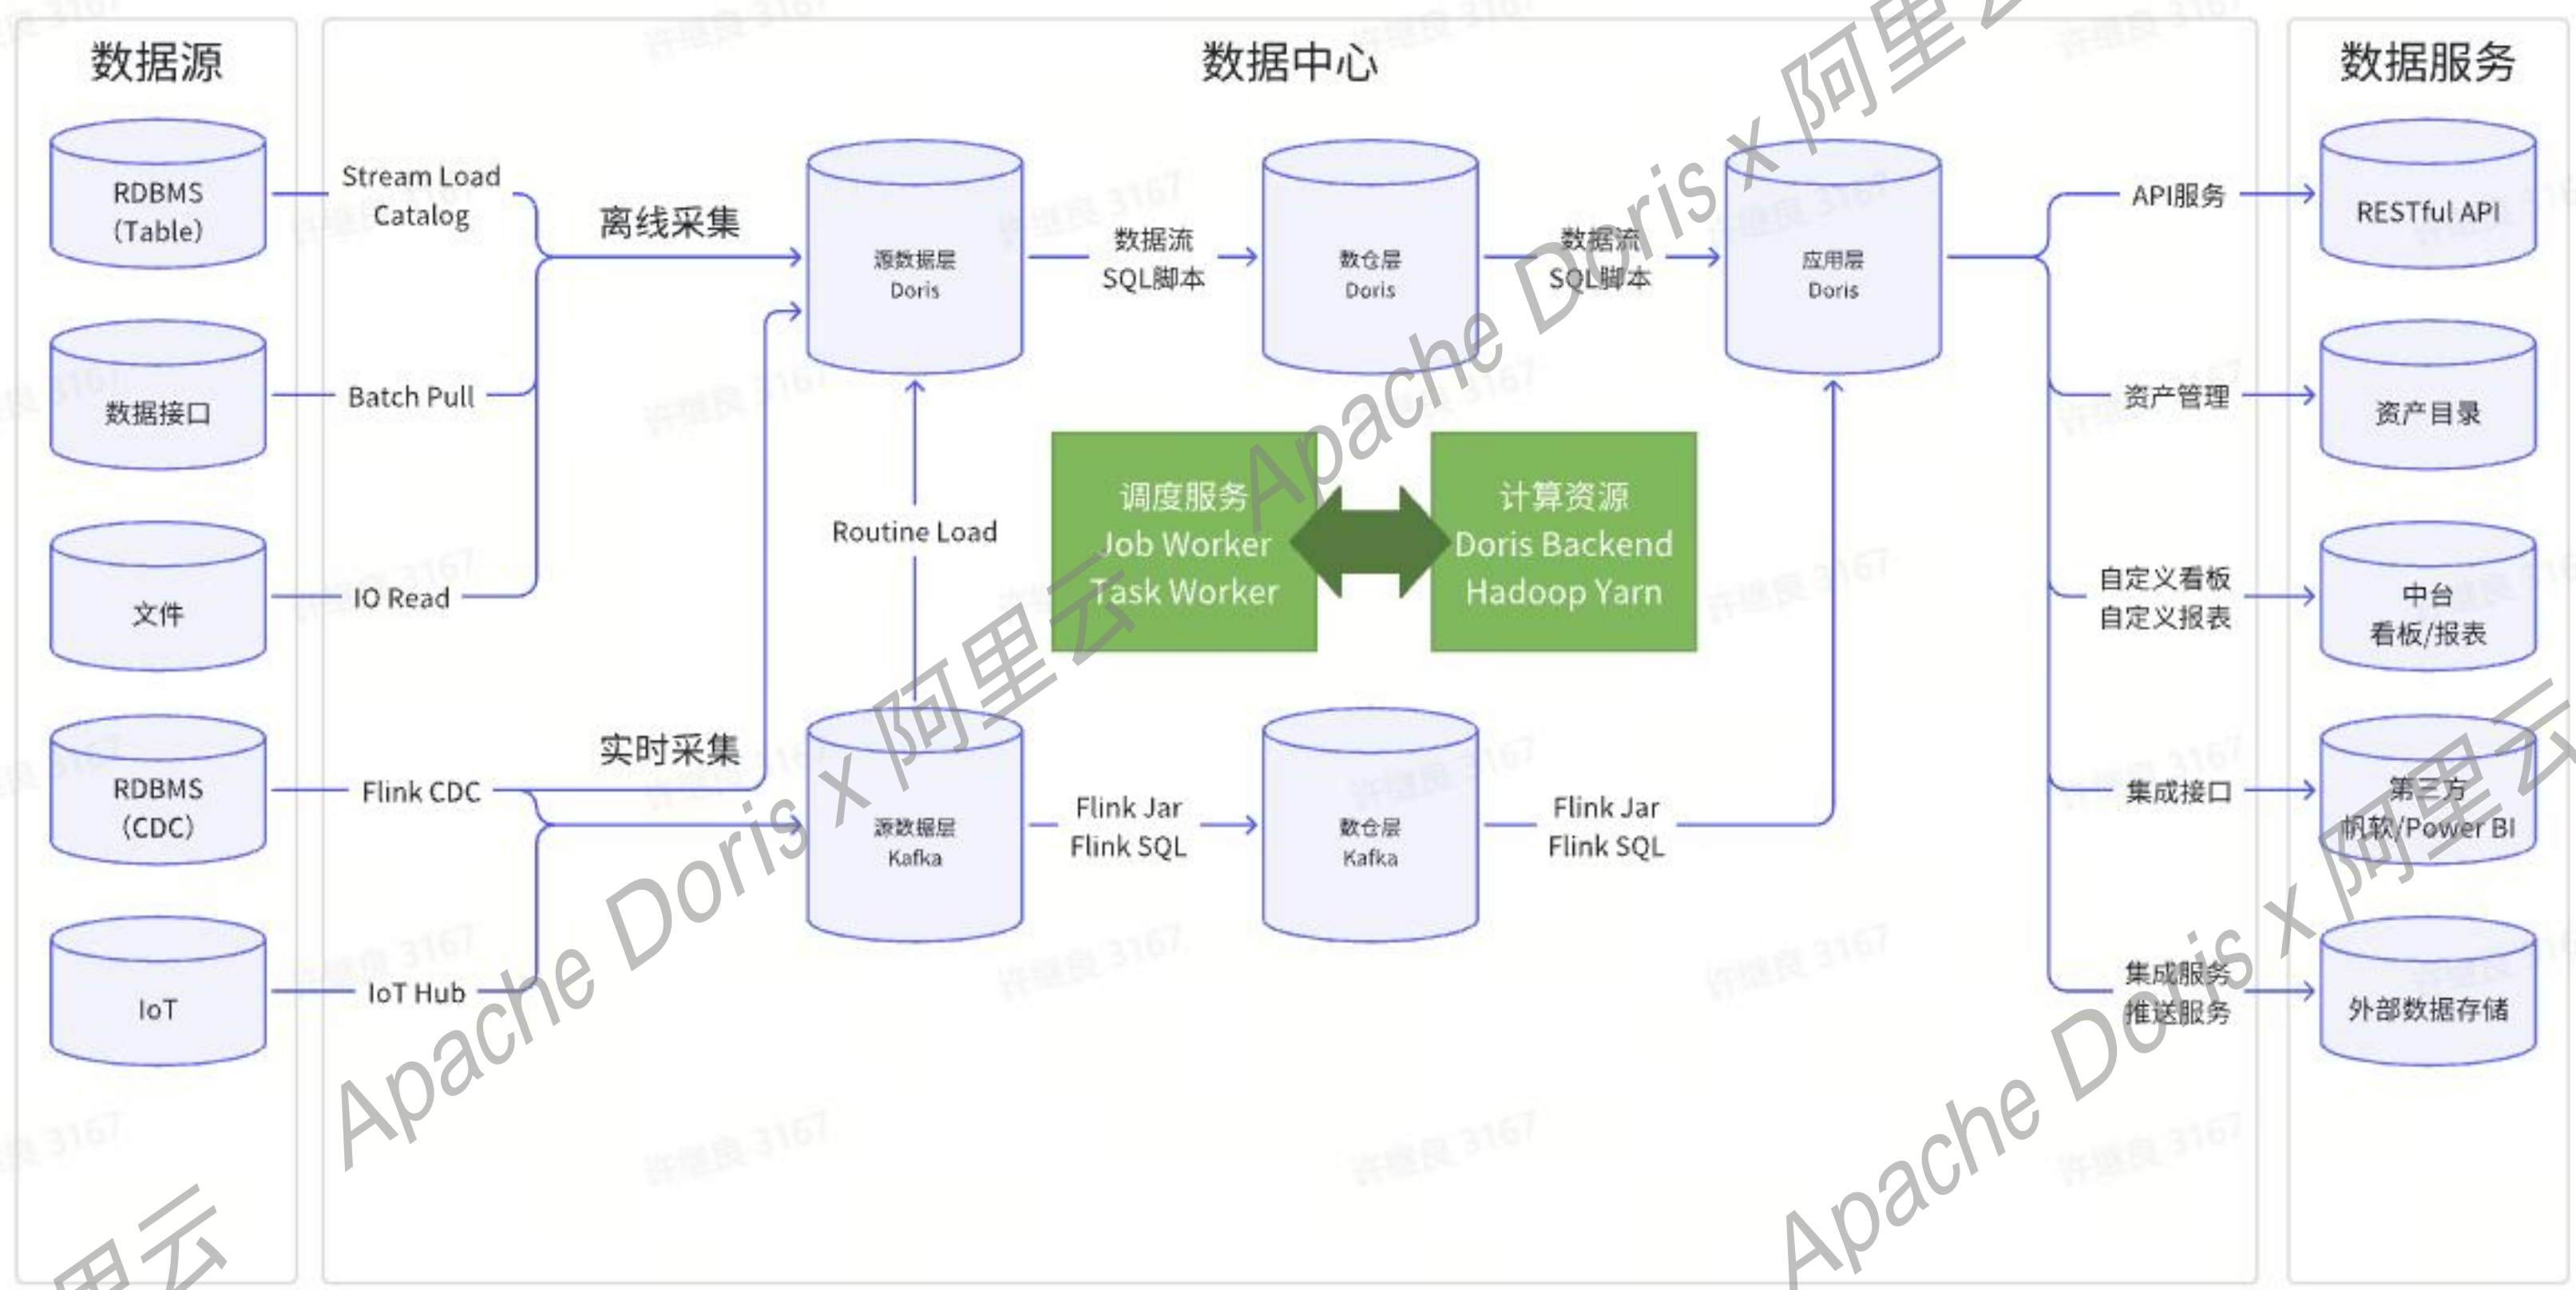 数据源
数据中心
数据服务
RDBMS
（Table）
Stream Load
Catalog
离线采集
源数据层
Doris
数据流
SQL脚本
数仓层
Doris
数据流
SQL脚本
应用层
Doris
API服务
RESTful API
数据接口
Batch Pull
资产管理
资产目录
文件
IO Read
Routine Load
调度服务
Job Worker
Task Worker
计算资源
Doris Backend
Hadoop Yarn
自定义看板
自定义报表
中台
看板/报表
RDBMS
（CDC）
Flink CDC
实时采集
源数据层
Kafka
Flink Jar
Flink SQL
数仓层
Kafka
Flink Jar
Flink SQL
集成接口
第三方
帆软/Power BI
IoT
IoT Hub
集成服务
推送服务
外部数据存储
Apache Doris x 阿里云
Apache Doris x 阿里云
Apache Doris x 阿里云
阿里云
许继良 3167